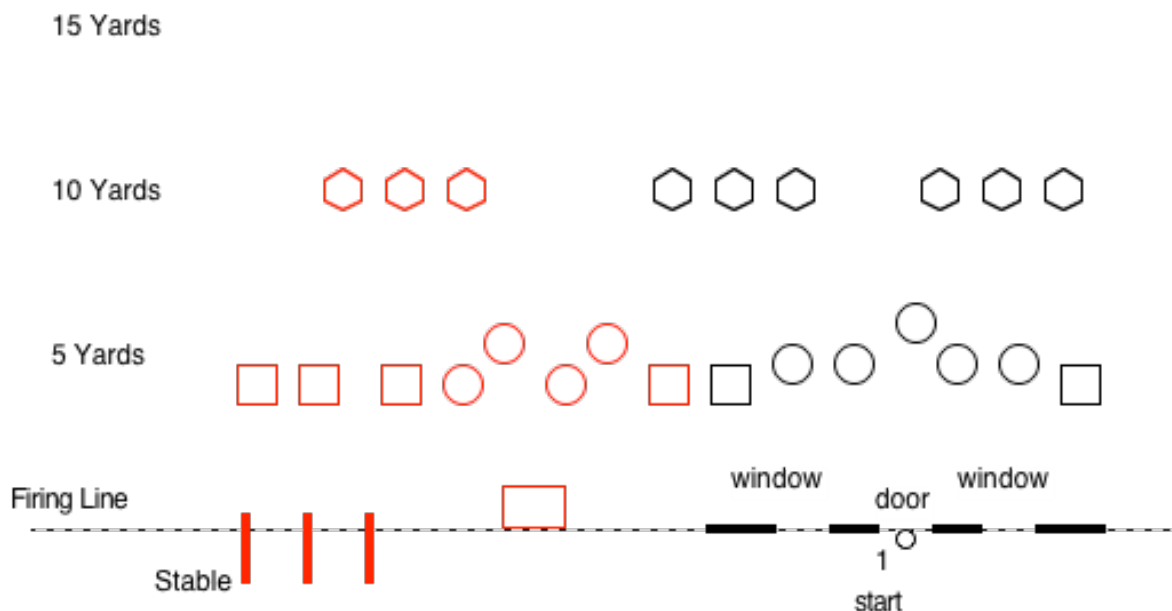 15 Yards
10 Yards
5 Yards
window
window
Firing Line
door
1
Stable
start